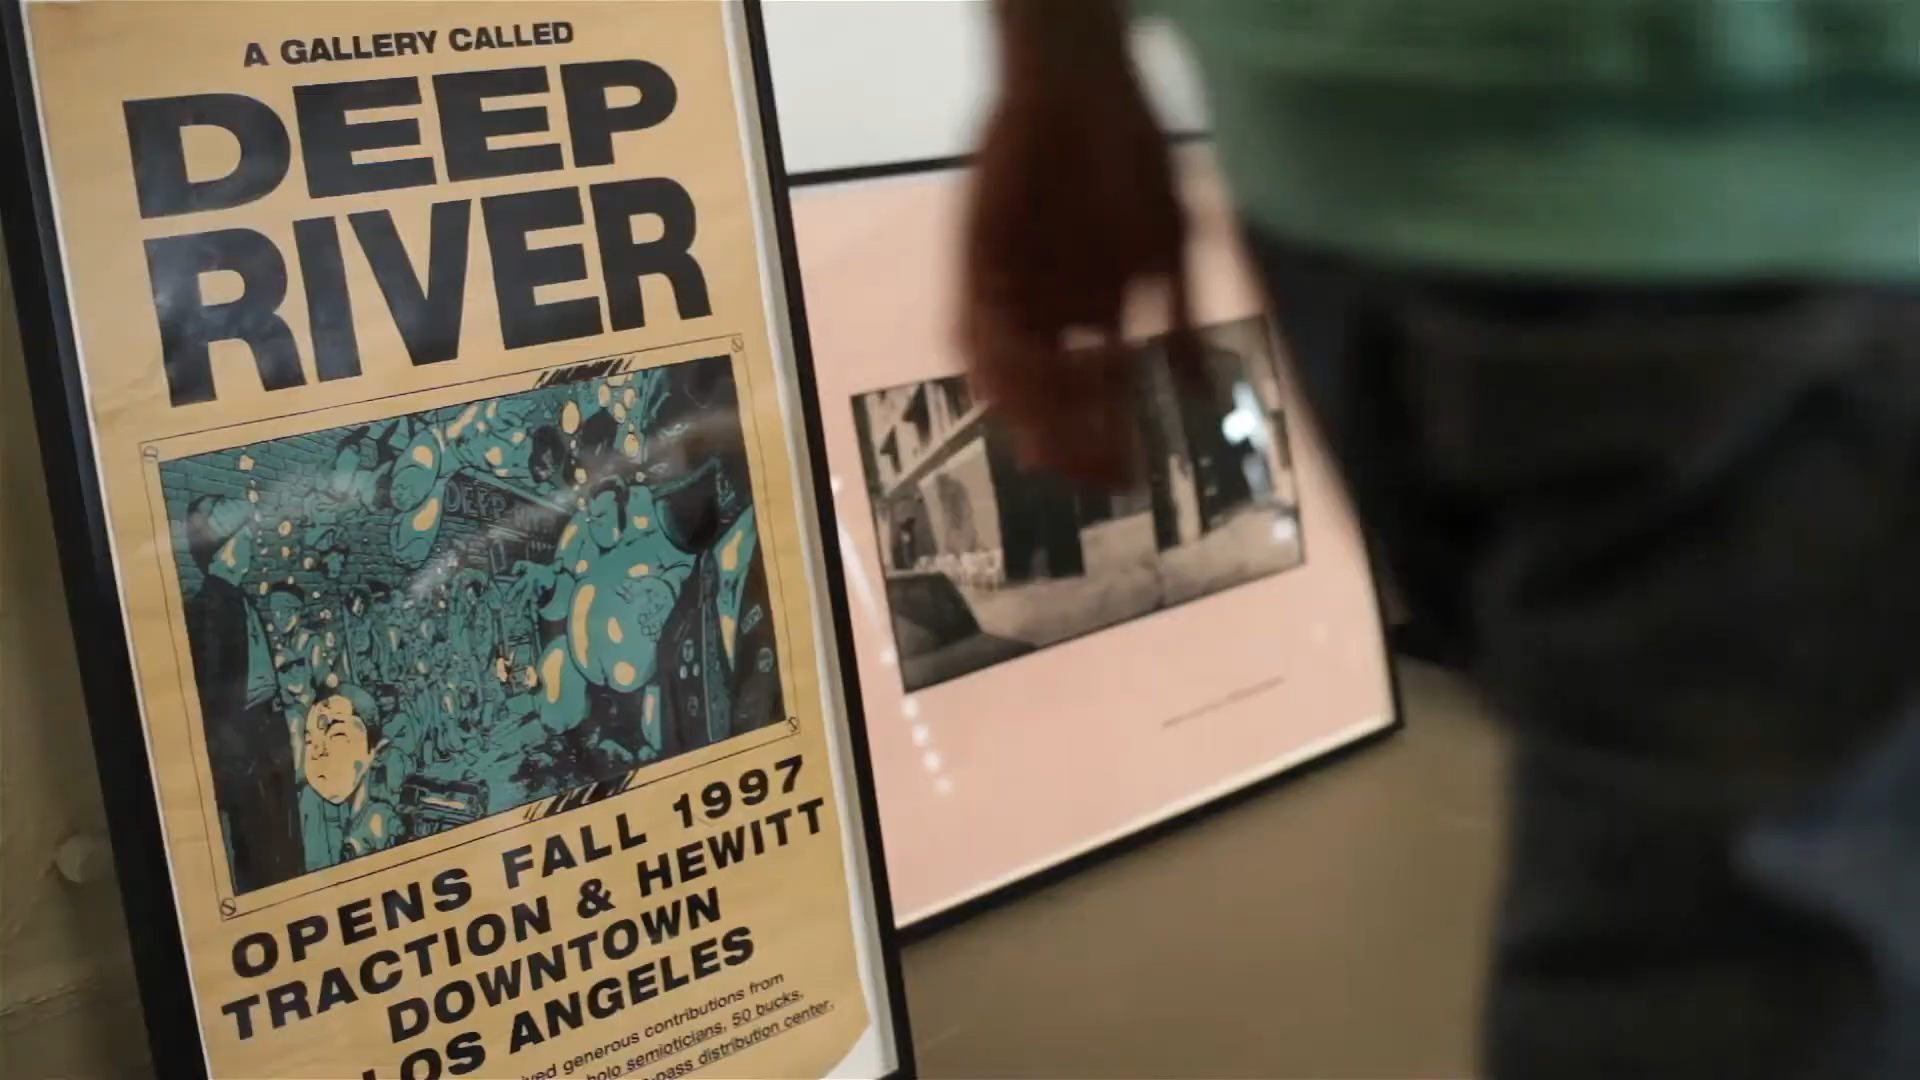 A GALLERY CALLED
DEEP
RIVER
DEEP
OPENS FALL 1997
TRACTION & HEWITT
DOWNTOWN
LOS ANGELES
generous contributions from
semioticians, 50 bucks,
distribution center.